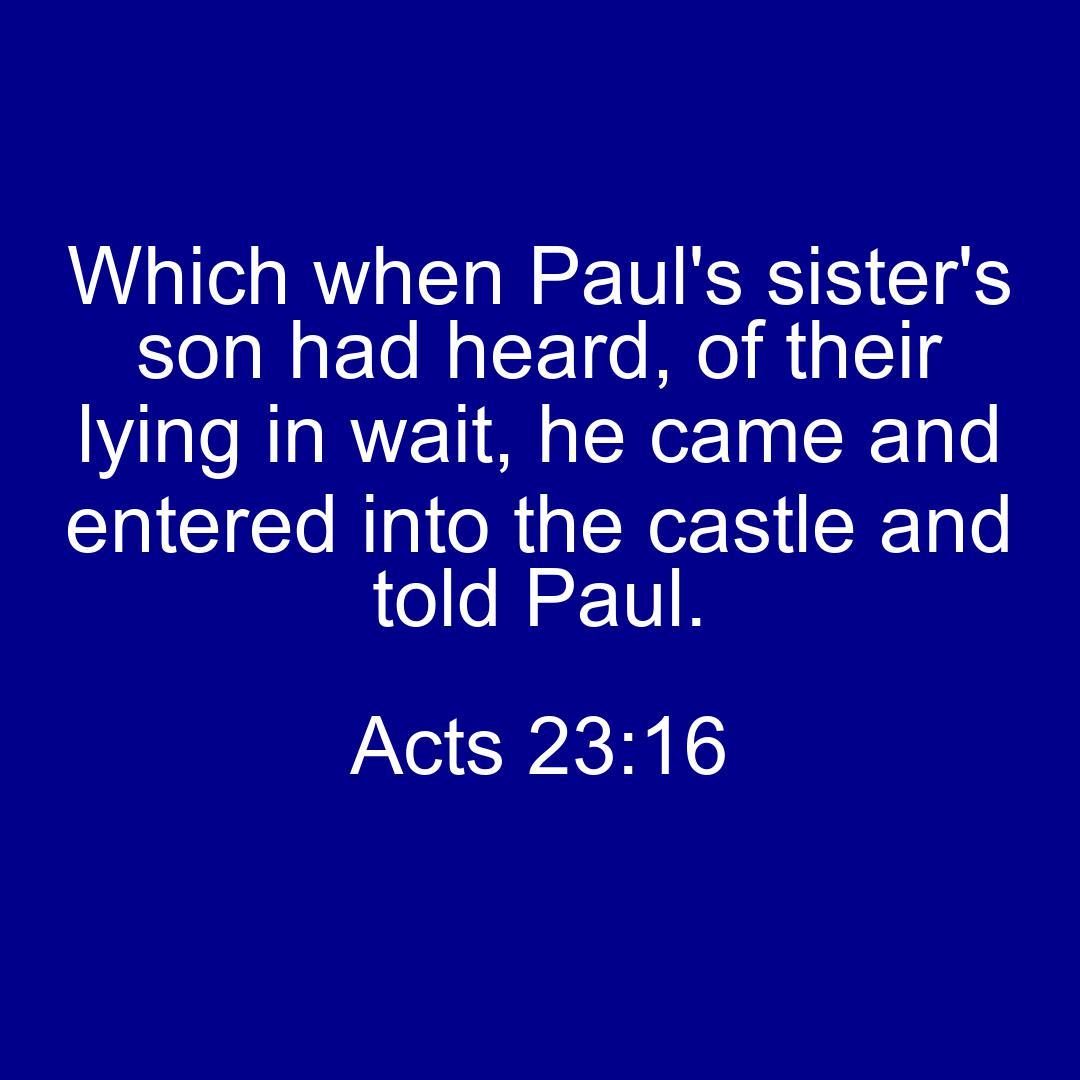 Which when Paul's sister's
son had heard, of their
lying in wait, he came and
entered into the castle and
told Paul.
Acts 23:16